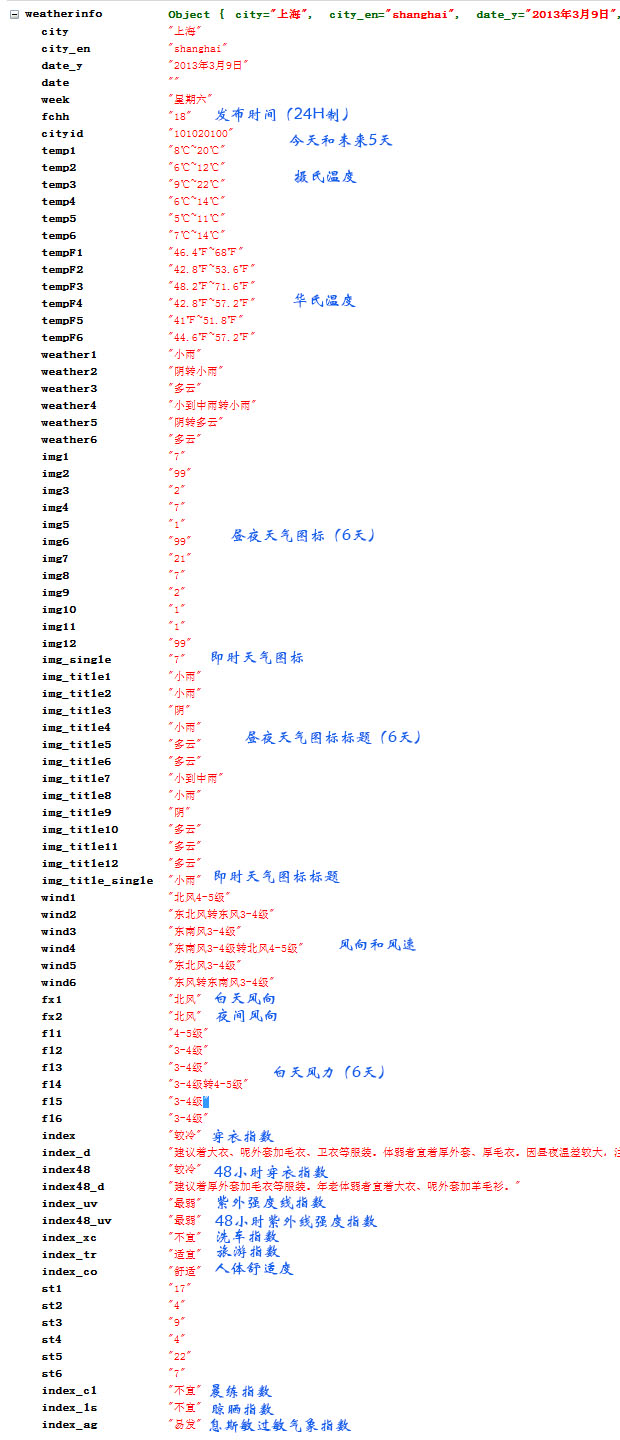 weatherinfo Object { city="上海", city_en="shanghai", date_y="2013年3月9日",
city "上海"
city_en "shanghai"
date_y "2013年3月9日"
date ""
week "星期六"
fchh "18" 发布时间（24H制）
cityid "101020100" 今天和未来5天
temp1 "8℃~20℃"
temp2 "6℃~12℃"
temp3 "9℃~22℃" 摄氏温度
temp4 "6℃~14℃"
temp5 "5℃~11℃"
temp6 "7℃~14℃"
tempF1 "46.4℉~68℉"
tempF2 "42.8℉~53.6℉"
tempF3 "48.2℉~71.6℉"
tempF4 "42.8℉~57.2℉" 华氏温度
tempF5 "41℉~51.8℉"
tempF6 "44.6℉~57.2℉"
weather1 "小雨"
weather2 "阴转小雨"
weather3 "多云"
weather4 "小到中雨转小雨"
weather5 "阴转多云"
weather6 "多云"
img1 "7"
img2 "99"
img3 "2"
img4 "7"
img5 "1"
img6 "99" 昼夜天气图标（6天）
img7 "21"
img8 "7"
img9 "2"
img10 "1"
img11 "1"
img12 "99"
img_single "7" 即时天气图标
img_title1 "小雨"
img_title2 "小雨"
img_title3 "阴"
img_title4 "小雨"
img_title5 "多云" 昼夜天气图标标题（6天）
img_title6 "多云"
img_title7 "小到中雨"
img_title8 "小雨"
img_title9 "阴"
img_title10 "多云"
img_title11 "多云"
img_title12 "多云"
img_title_single "小雨" 即时天气图标标题
wind1 "北风4-5级"
wind2 "东北风转东风3-4级"
wind3 "东南风3-4级"
wind4 "东南风3-4级转北风4-5级" 风向和风速
wind5 "东北风3-4级"
wind6 "东风转东南风3-4级"
fx1 "北风" 白天风向
fx2 "北风" 夜间风向
fl1 "4-5级"
fl2 "3-4级"
fl3 "3-4级" 白天风力（6天）
fl4 "3-4级转4-5级"
fl5 "3-4级"
fl6 "3-4级"
index "较冷" 穿衣指数
index_d "建议着大衣、呢外套加毛衣、卫衣等服装。体弱者宜着厚外套、厚毛衣。因昼夜温差较大，注
index48 "较冷" 48小时穿衣指数
index48_d "建议着厚外套加毛衣等服装。年老体弱者宜着大衣、呢外套加羊毛衫。"
index_uv "最弱" 紫外强度线指数
index48_uv "最弱" 48小时紫外线强度指数
index_xc "不宜" 洗车指数
index_tr "适宜" 旅游指数
index_co "舒适" 人体舒适度
st1 "17"
st2 "4"
st3 "9"
st4 "4"
st5 "22"
st6 "7"
index_cl "不宜" 晨练指数
index_ls "不宜" 晾晒指数
index_ag "易发" 息斯敏过敏气象指数